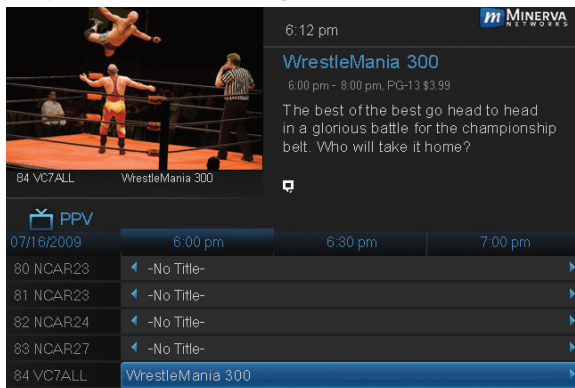 6:12 pm
m MINERVA
NETWORKS
WrestleMania 300
6:00 pm - 8:00 pm, PG-13 $3.99
The best of the best go head to head
in a glorious battle for the championship
belt. Who will take it home?
84 VC7ALL WrestleMania 300
PPV
07/16/2009 6:00 pm 6:30 pm 7:00 pm
80 NCAR23 -No Title-
81 NCAR23 -No Title-
82 NCAR24 -No Title-
83 NCAR27 -No Title-
84 VC7ALL WrestleMania 300